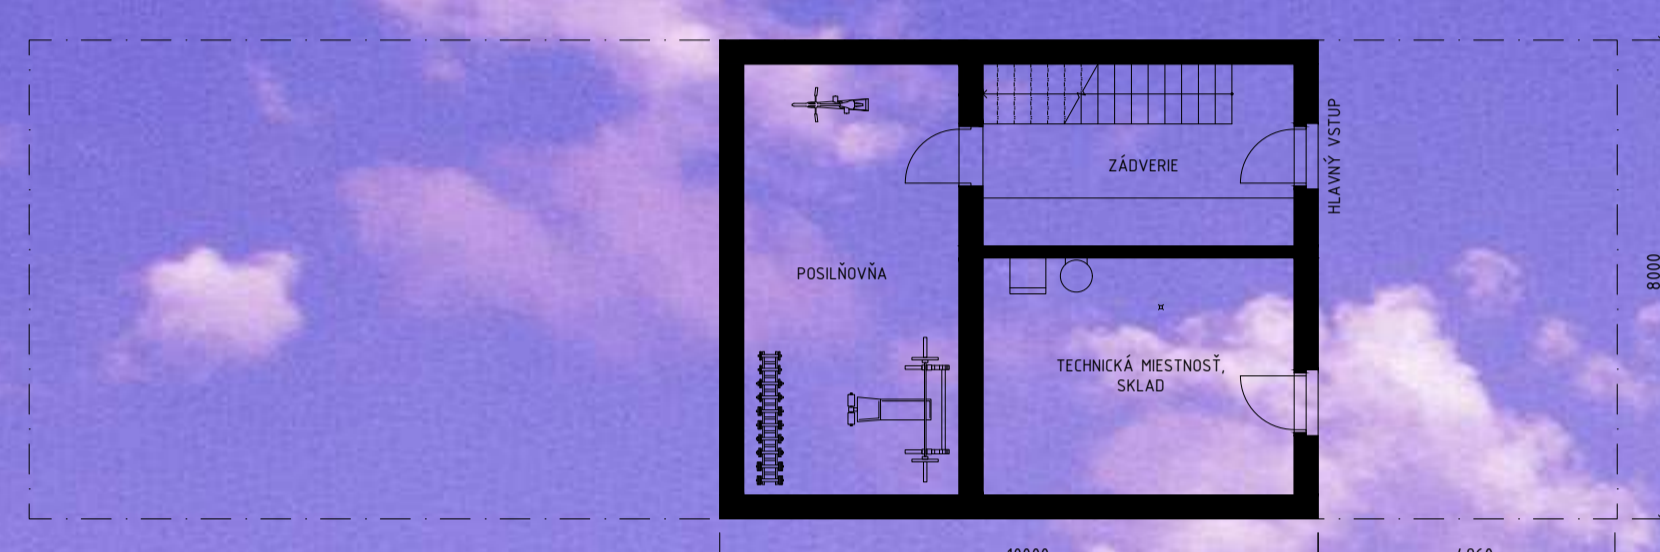 ZÁDVERIE
HLAVNÝ VSTUP
POSILŇOVŇA
TECHNICKÁ MIESTNOSŤ,
SKLAD
8000